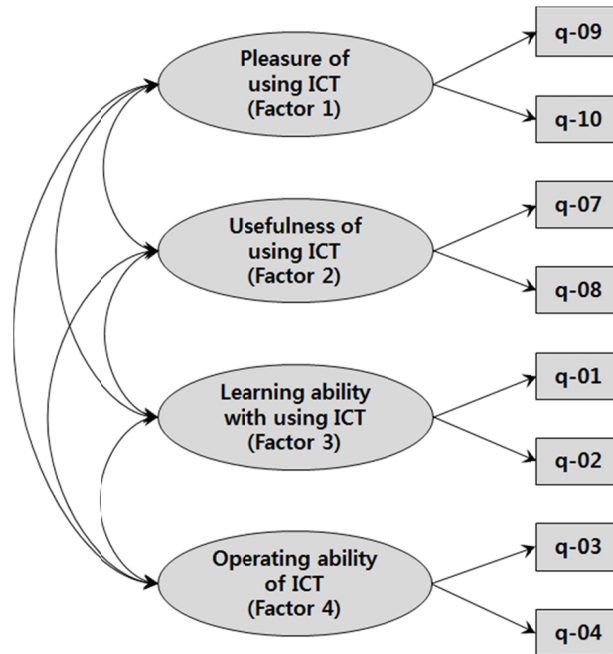 Pleasure of
using ICT
(Factor 1)
q-09
q-10
Usefulness of
using ICT
(Factor 2)
q-07
q-08
Learning ability
with using ICT
(Factor 3)
q-01
q-02
Operating ability
of ICT
(Factor 4)
q-03
q-04